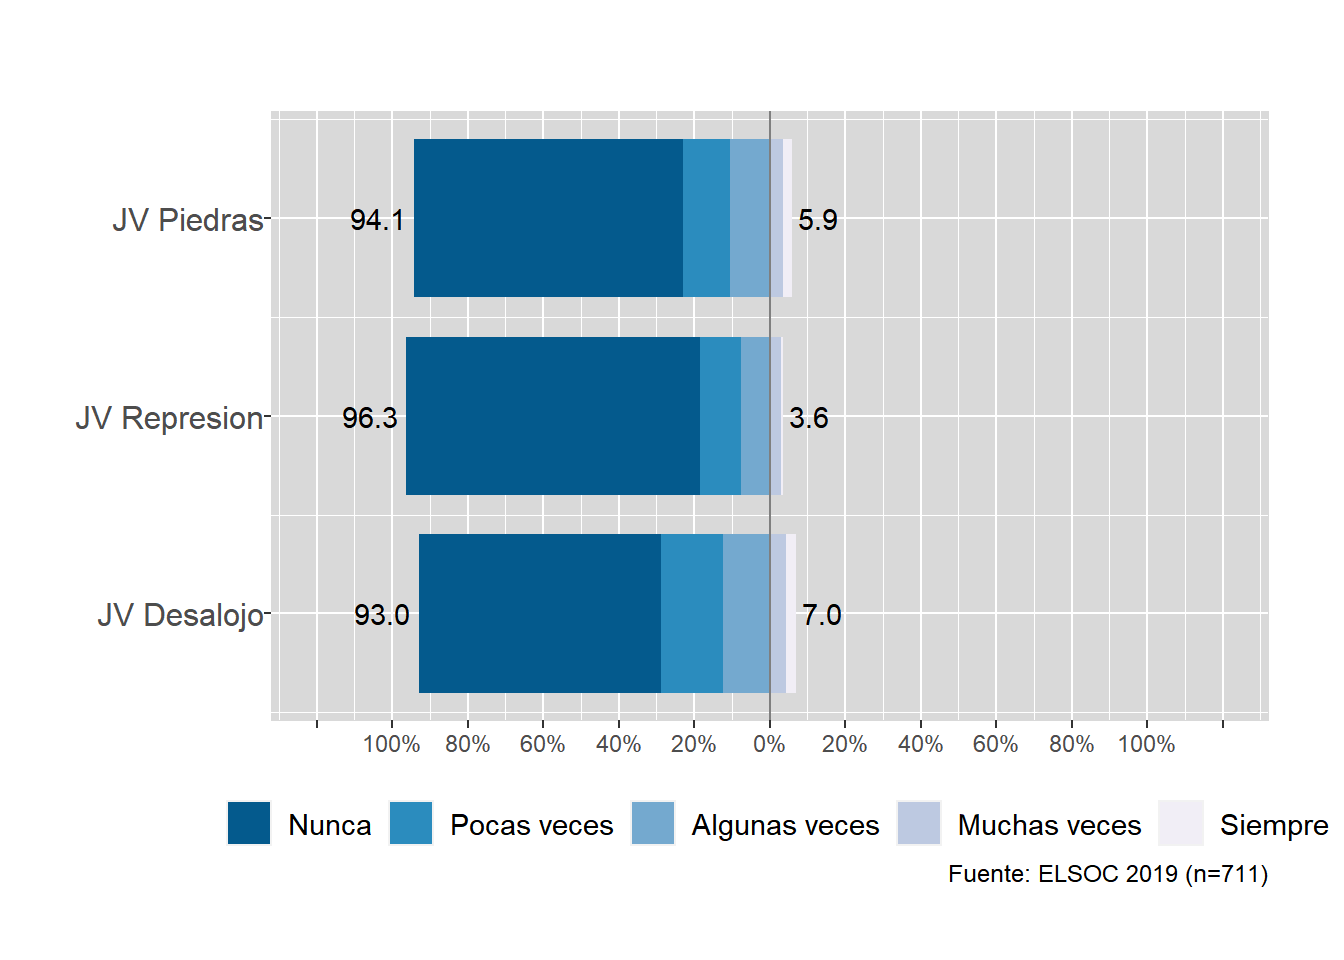 JV Piedras
94.1
5.9
JV Represion
96.3
3.6
JV Desalojo
93.0
7.0
100% 80% 60% 40% 20% 0% 20% 40% 60% 80% 100%
Nunca Pocas veces Algunas veces Muchas veces Siempre
Fuente: ELSOC 2019 (n=711)